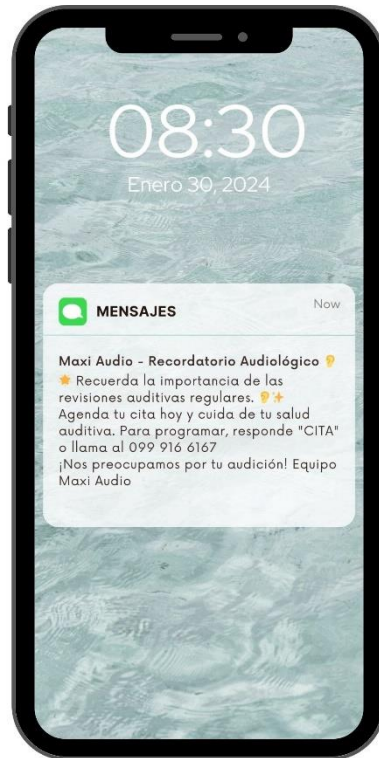 08:30
Enero 30, 2024
MENSAJES
Now
Maxi Audio - Recordatorio Audiológico 👂
⭐ Recuerda la importancia de las
revisiones auditivas regulares. 👂✨
Agenda tu cita hoy y cuida de tu salud
auditiva. Para programar, responde "CITA"
o llama al 099 916 6167
¡Nos preocupamos por tu audición! Equipo
Maxi Audio